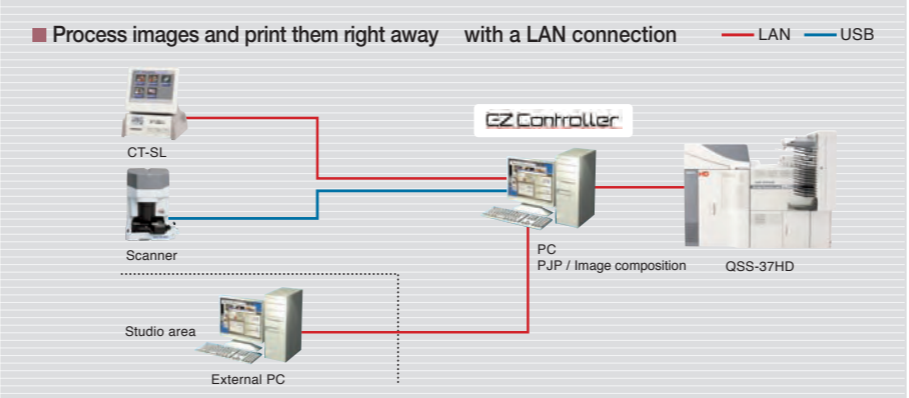 Process images and print them right away with a LAN connection
LAN
USB
CT-SL
EZ Controller
Scanner
PC
PJP / Image composition
QSS-37HD
Studio area
External PC